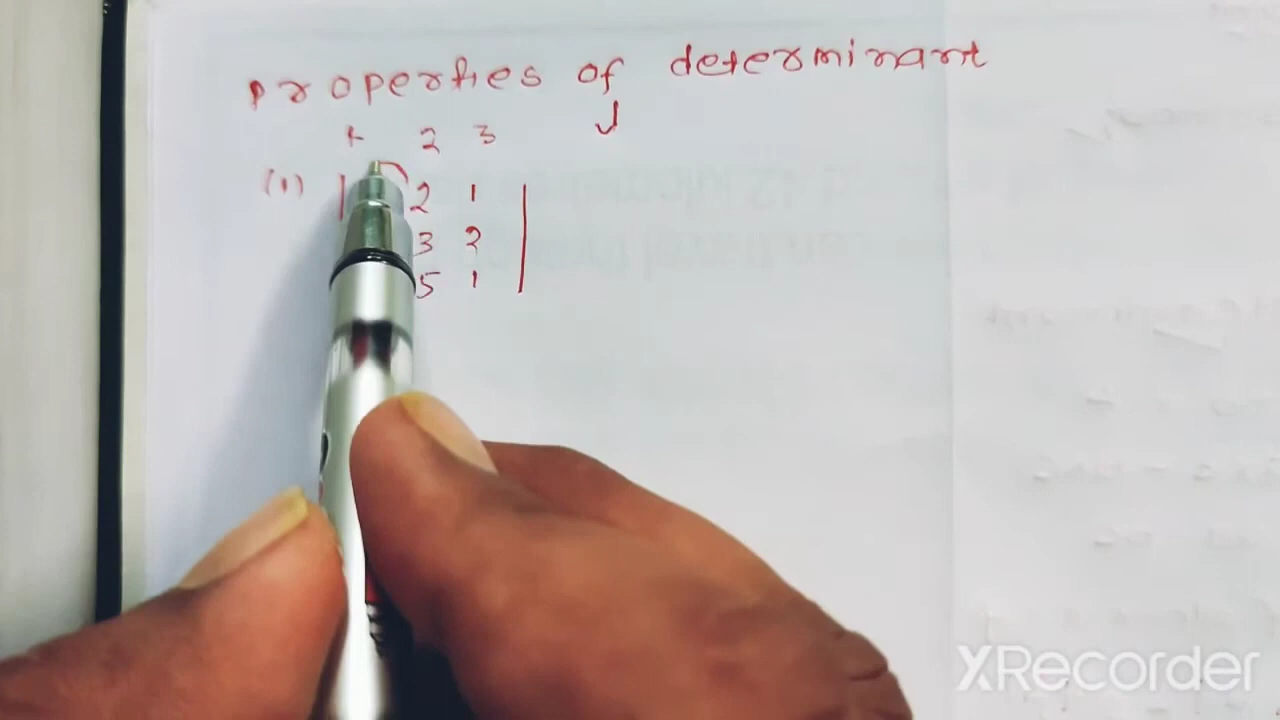 properties of determinant
1 2 3
(1) | 2 1 |
3 2
5 1
XRecorder